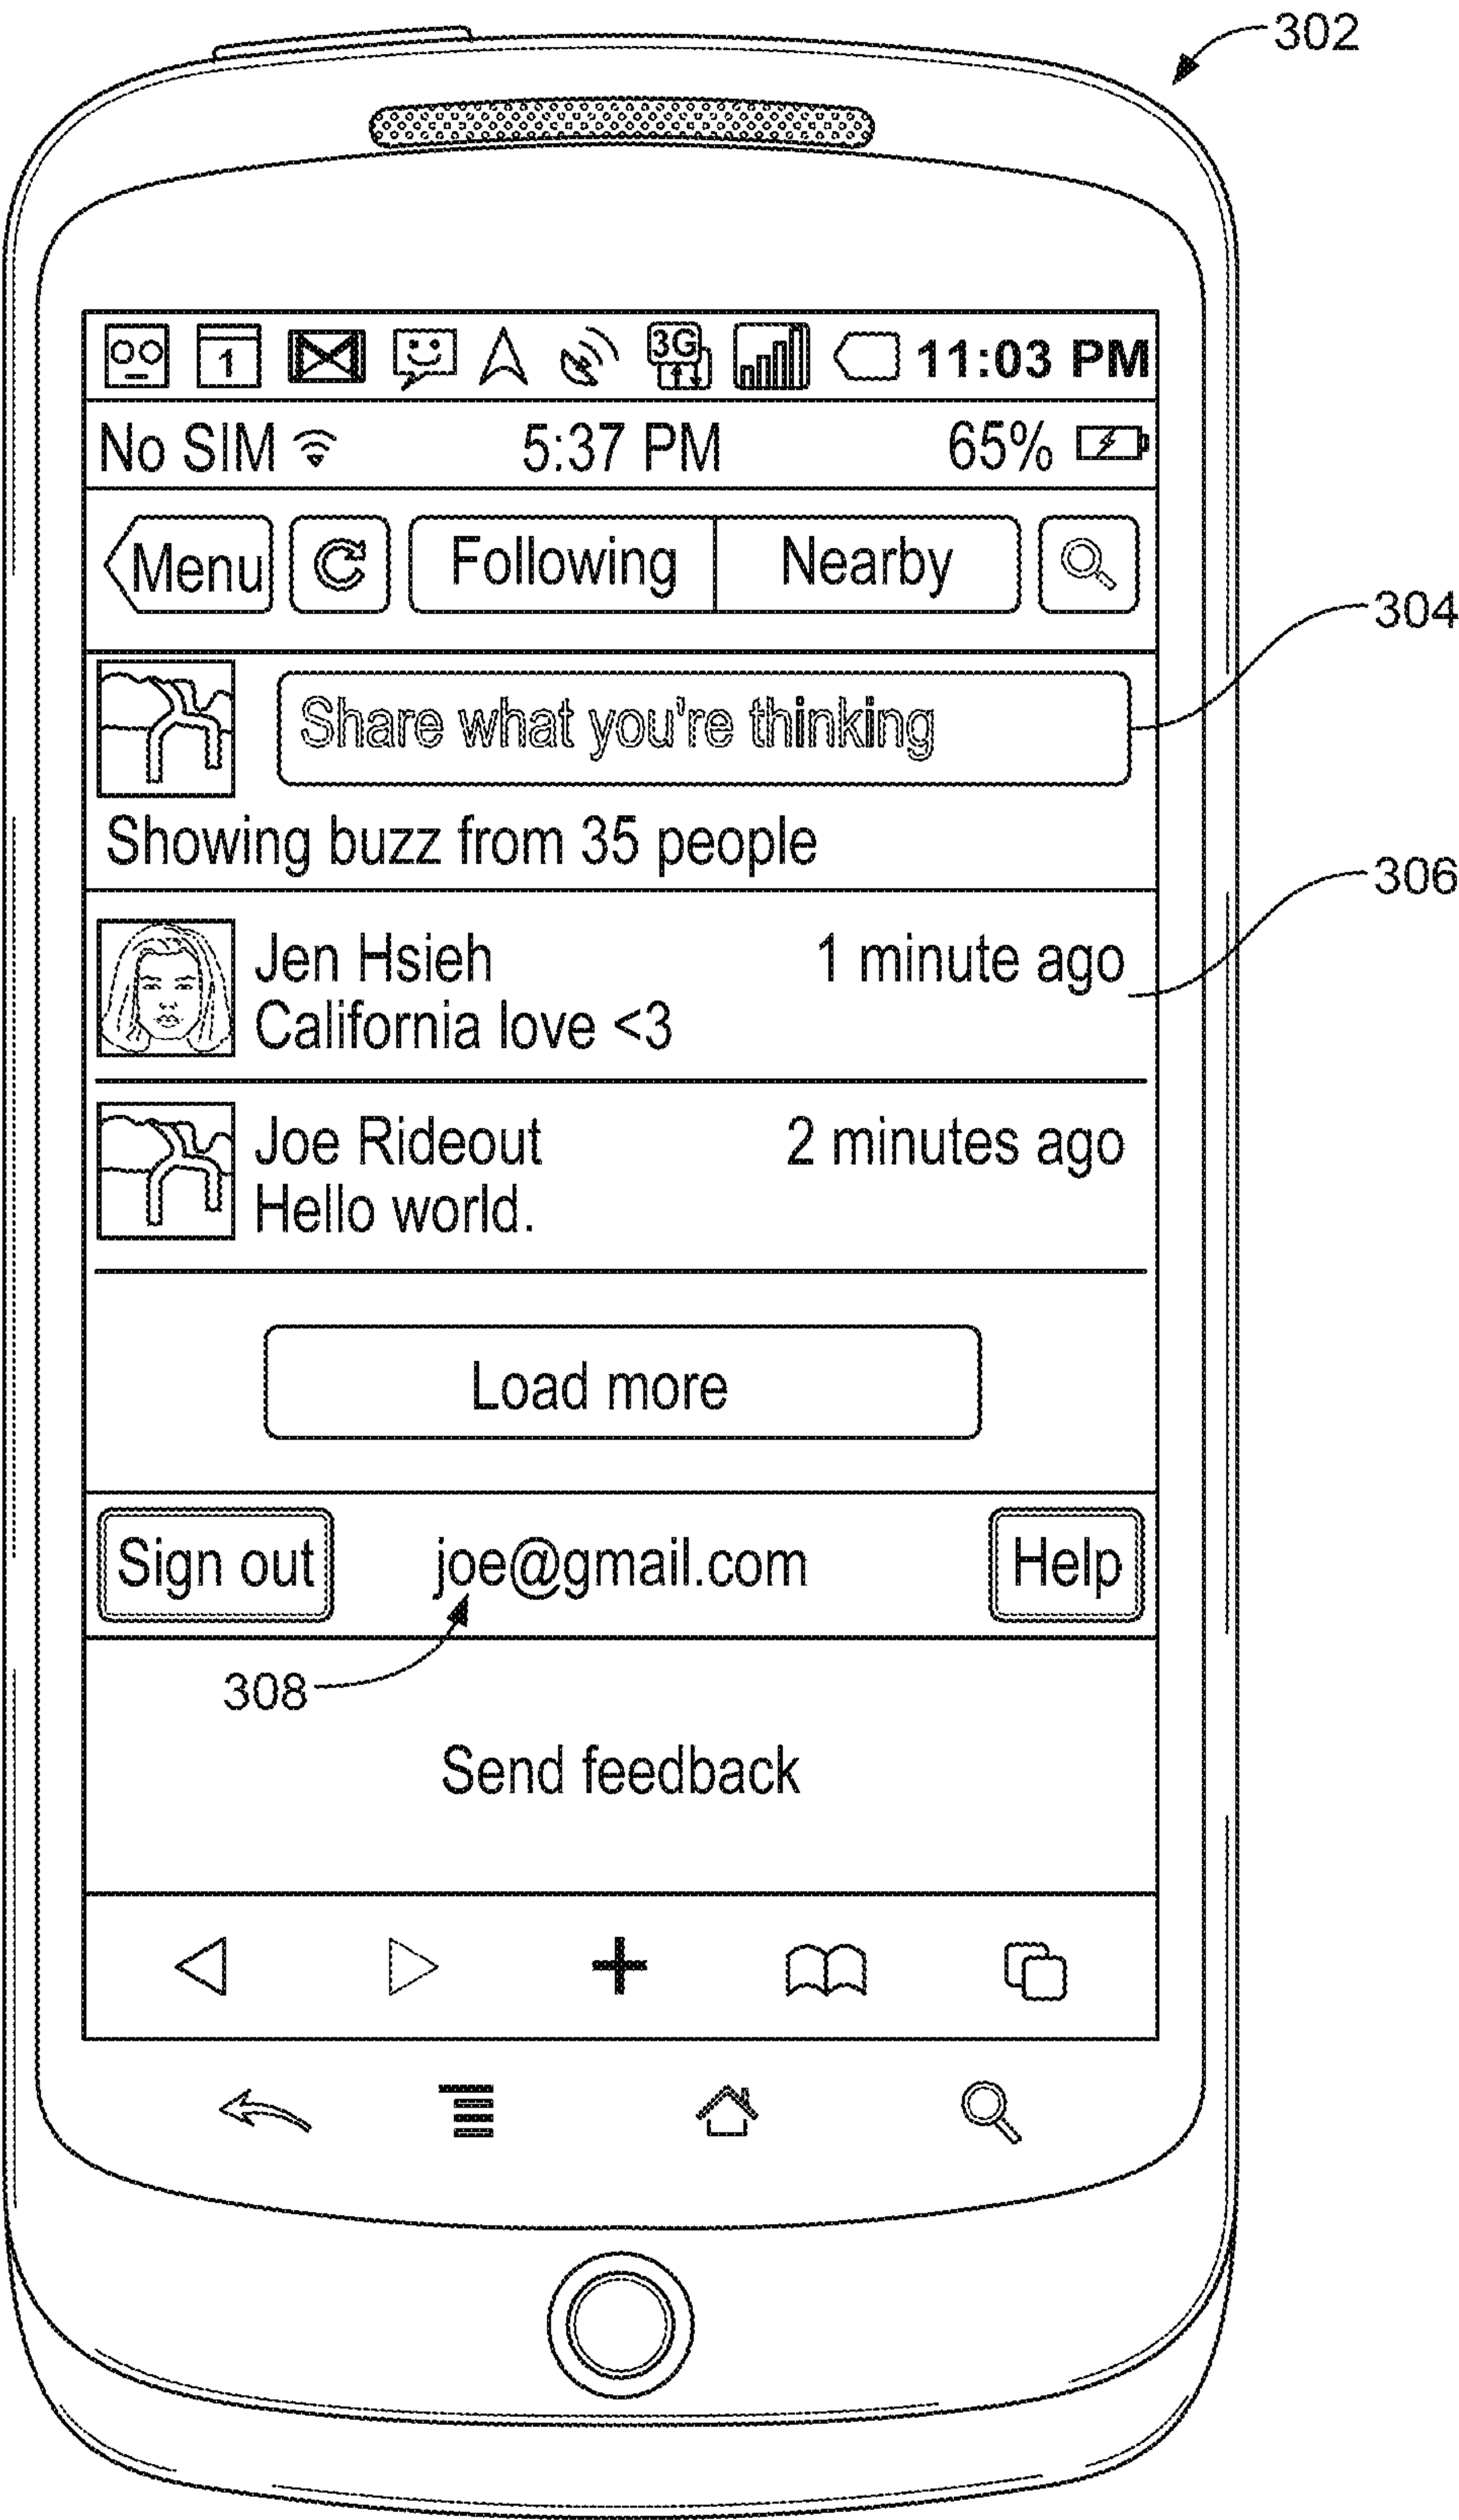 302
1 3G 11:03 PM
No SIM 5:37 PM 65%
Menu Following Nearby
304
Share what you're thinking
Showing buzz from 35 people
306
Jen Hsieh 1 minute ago
California love <3
Joe Rideout 2 minutes ago
Hello world.
Load more
Sign out joe@gmail.com Help
308
Send feedback